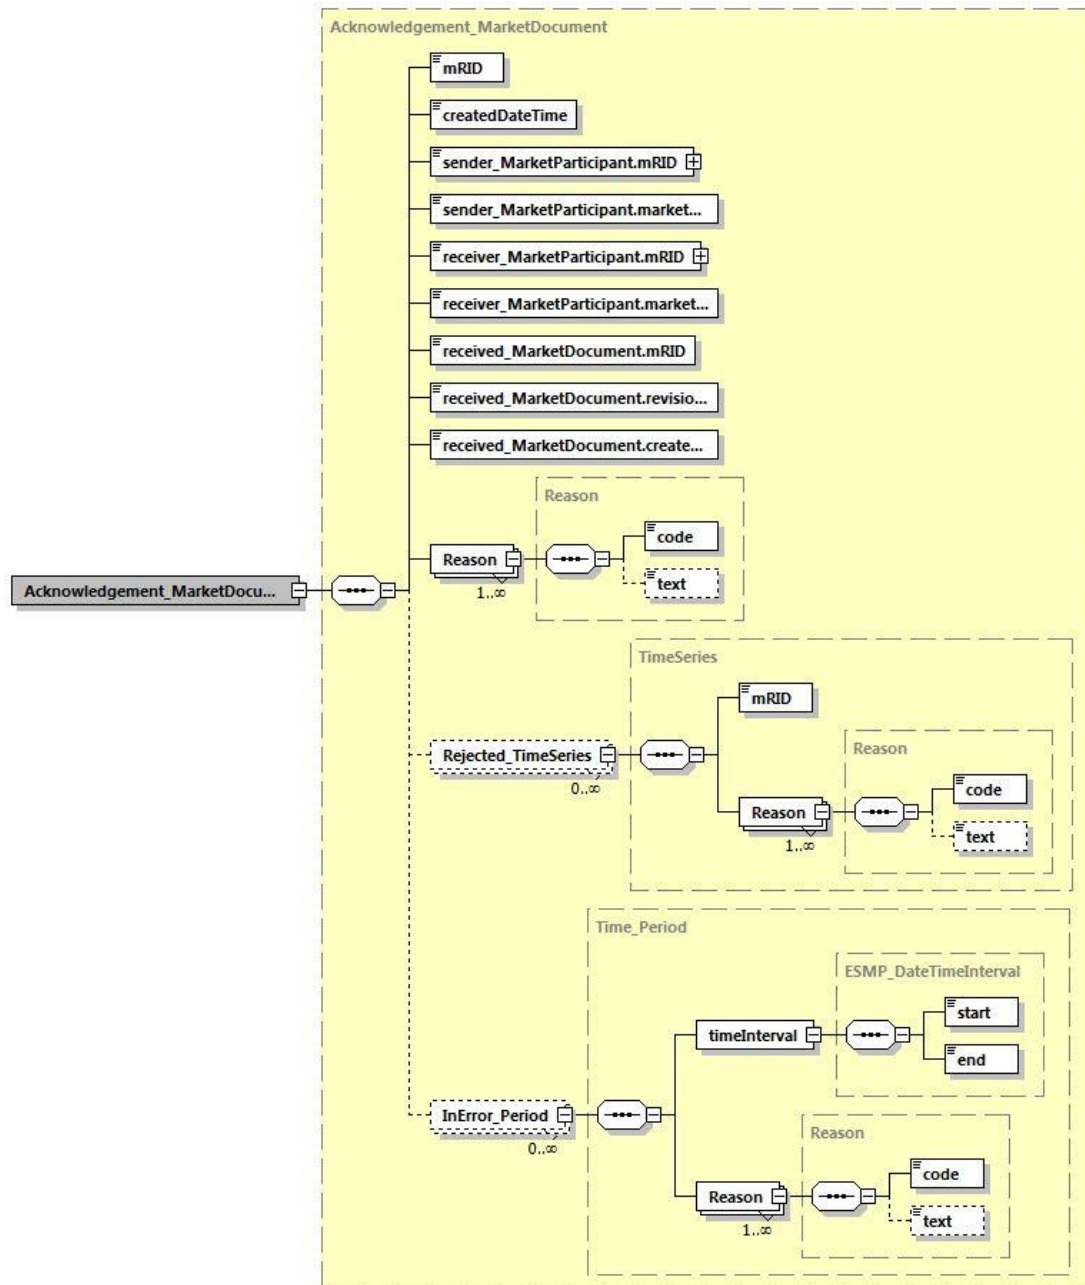 Acknowledgement_MarketDocument
mRID
createdDateTime
sender_MarketParticipant.mRID
sender_MarketParticipant.market...
receiver_MarketParticipant.mRID
receiver_MarketParticipant.market...
received_MarketDocument.mRID
received_MarketDocument.revisio...
received_MarketDocument.create...
Reason
code
Reason
text
1..∞
Acknowledgement_MarketDocu...
TimeSeries
mRID
Reason
Rejected_TimeSeries
0..∞
code
Reason
text
1..∞
Time_Period
ESMP_DateTimeInterval
start
timeInterval
end
InError_Period
0..∞
Reason
code
Reason
text
1..∞